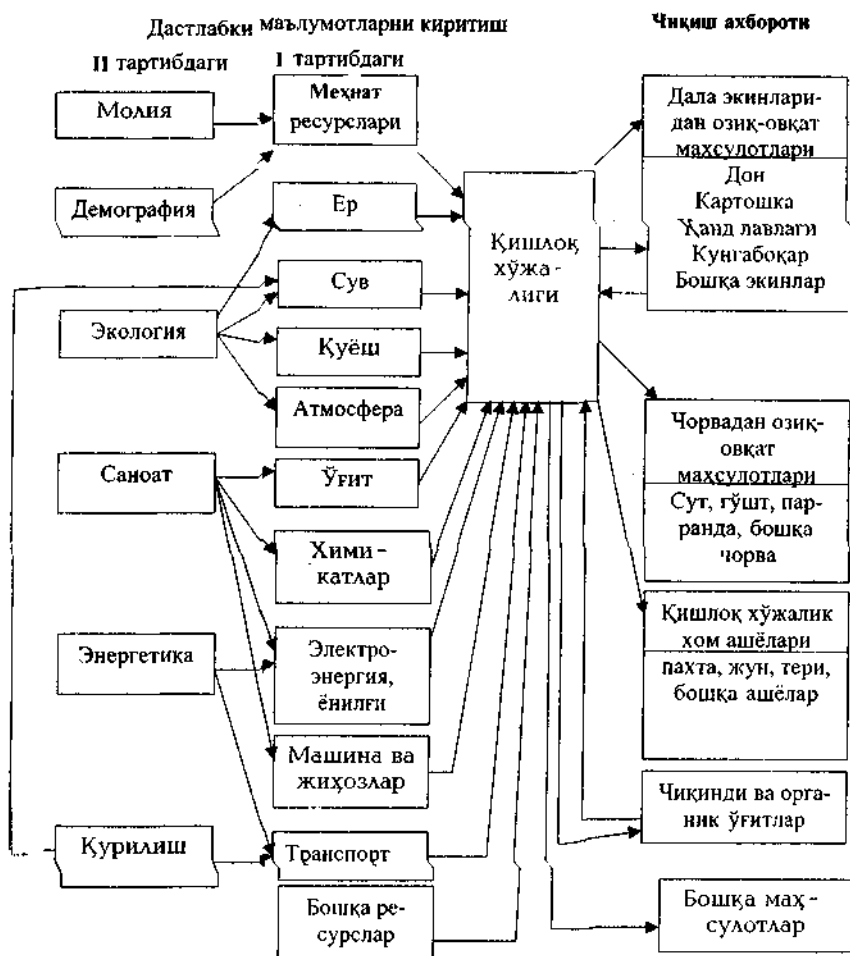 Дастлабки маълумотларни киритиш
II тартибдаги
I тартибдаги
Чиқиш ахбороти
Молия
Демография
Экология
Саноат
Энергетика
Қурилиш
Меҳнат
ресурслари
Ер
Сув
Қуёш
Атмосфера
Ўғит
Хими-
катлар
Электро-
энергия,
ёнилғи
Машина ва
жиҳозлар
Транспорт
Бошқа ре-
сурслар
Қишлоқ
хўжа-
лиги
Дала экинлари-
дан озиқ-овқат
маҳсулотлари
Дон
Картошка
Қанд лавлаги
Кунгабоқар
Бошқа экинлар
Чорвадан озиқ-
овқат
маҳсулотлари
Сут, гўшт, пар-
ранда, бошқа
чорва
Қишлоқ хўжалик
хом ашёлари
пахта, жун, тери,
бошқа ашёлар
Чиқинди ва орга-
ник ўғитлар
Бошқа маҳ-
сулотлар